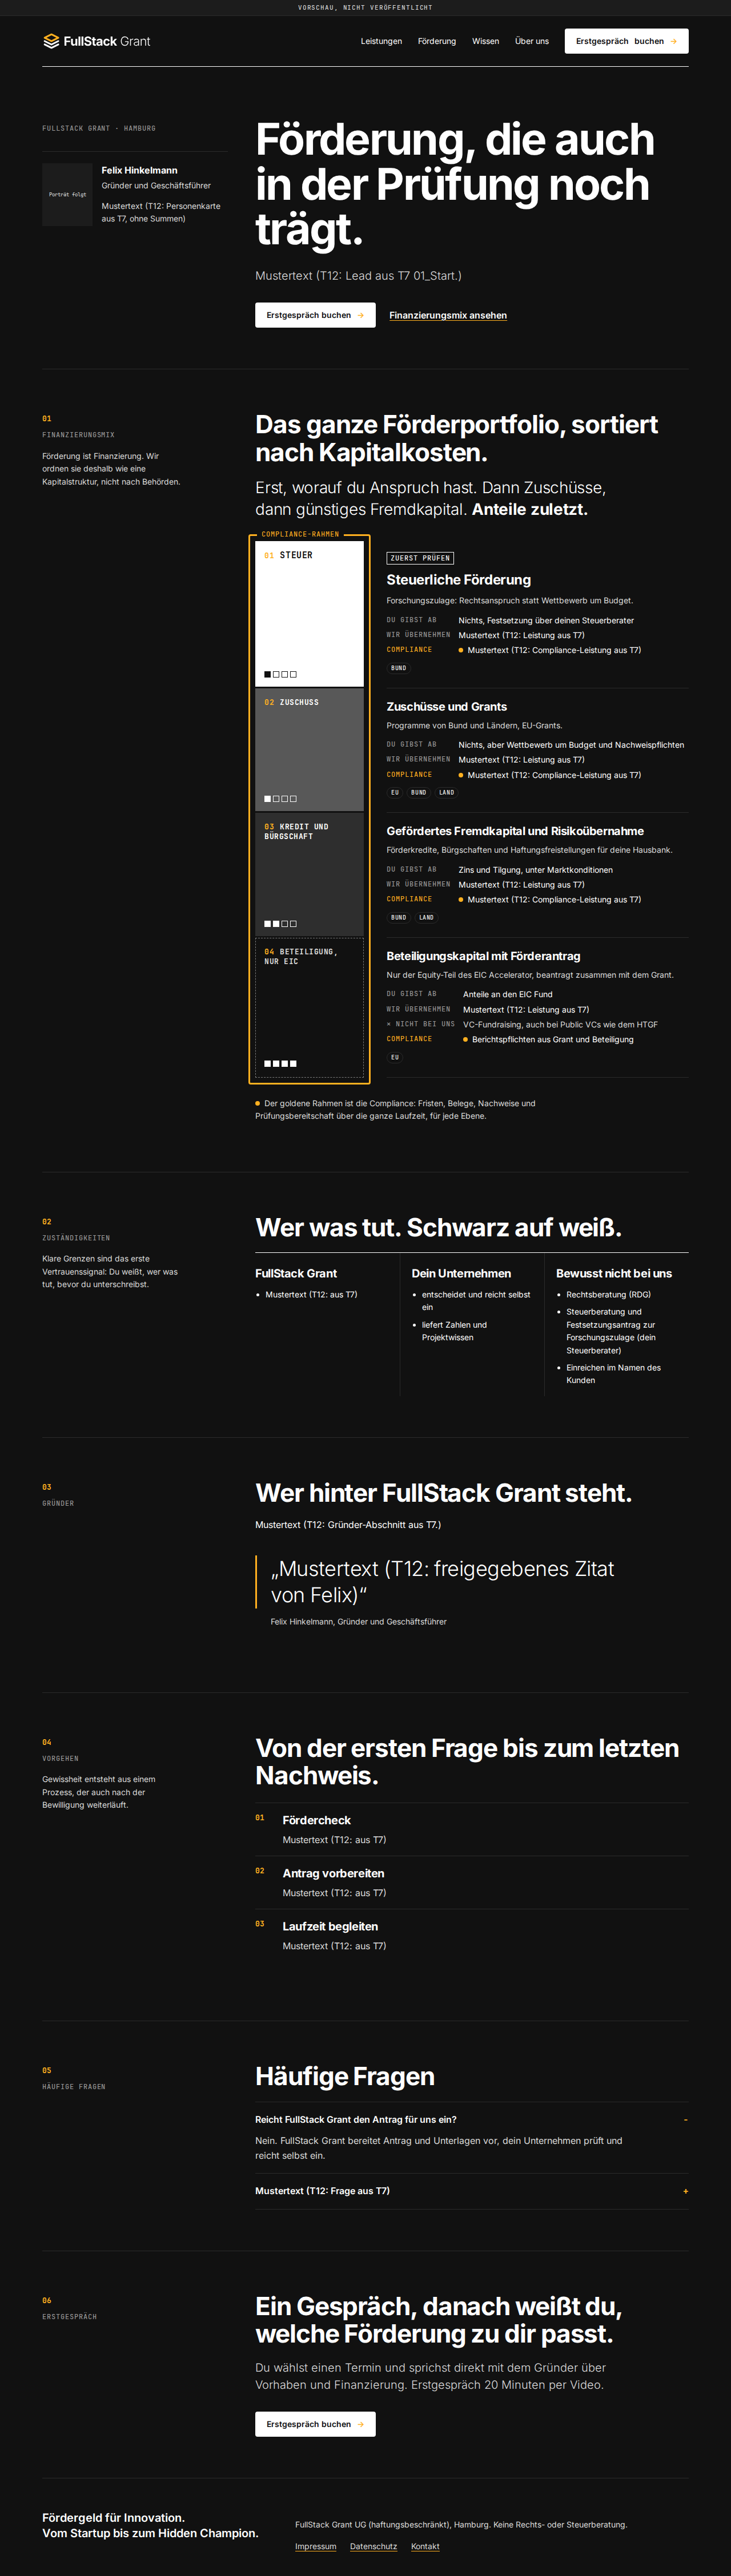 VORSCHAU, NICHT VERÖFFENTLICHT
FullStack Grant
Leistungen Förderung Wissen Über uns Erstgespräch buchen →
FULLSTACK GRANT · HAMBURG
Porträt folgt
Felix Hinkelmann
Gründer und Geschäftsführer
Mustertext (T12: Personenkarte
aus T7, ohne Summen)
Förderung, die auch
in der Prüfung noch
trägt.
Mustertext (T12: Lead aus T7 01_Start.)
Erstgespräch buchen → Finanzierungsmix ansehen
01
FINANZIERUNGSMIX
Förderung ist Finanzierung. Wir
ordnen sie deshalb wie eine
Kapitalstruktur, nicht nach Behörden.
Das ganze Förderportfolio, sortiert
nach Kapitalkosten.
Erst, worauf du Anspruch hast. Dann Zuschüsse,
dann günstiges Fremdkapital. Anteile zuletzt.
COMPLIANCE-RAHMEN
01 STEUER
ZUERST PRÜFEN
Steuerliche Förderung
Forschungszulage: Rechtsanspruch statt Wettbewerb um Budget.
DU GIBST AB Nichts, Festsetzung über deinen Steuerberater
WIR ÜBERNEHMEN Mustertext (T12: Leistung aus T7)
COMPLIANCE Mustertext (T12: Compliance-Leistung aus T7)
BUND
02 ZUSCHUSS
Zuschüsse und Grants
Programme von Bund und Ländern, EU-Grants.
DU GIBST AB Nichts, aber Wettbewerb um Budget und Nachweispflichten
WIR ÜBERNEHMEN Mustertext (T12: Leistung aus T7)
COMPLIANCE Mustertext (T12: Compliance-Leistung aus T7)
EU BUND LAND
03 KREDIT UND
BÜRGSCHAFT
Gefördertes Fremdkapital und Risikoübernahme
Förderkredite, Bürgschaften und Haftungsfreistellungen für deine Hausbank.
DU GIBST AB Zins und Tilgung, unter Marktkonditionen
WIR ÜBERNEHMEN Mustertext (T12: Leistung aus T7)
COMPLIANCE Mustertext (T12: Compliance-Leistung aus T7)
BUND LAND
04 BETEILIGUNG,
NUR EIC
Beteiligungskapital mit Förderantrag
Nur der Equity-Teil des EIC Accelerator, beantragt zusammen mit dem Grant.
DU GIBST AB Anteile an den EIC Fund
WIR ÜBERNEHMEN Mustertext (T12: Leistung aus T7)
» NICHT BEI UNS VC-Fundraising, auch bei Public VCs wie dem HTGF
COMPLIANCE Berichtspflichten aus Grant und Beteiligung
EU
Der goldene Rahmen ist die Compliance: Fristen, Belege, Nachweise und
Prüfungsbereitschaft über die ganze Laufzeit, für jede Ebene.
02
ZUSTÄNDIGKEITEN
Klare Grenzen sind das erste
Vertrauenssignal: Du weißt, wer was
tut, bevor du unterschreibst.
Wer was tut. Schwarz auf weiß.
FullStack Grant
• Mustertext (T12: aus T7)
Dein Unternehmen
• entscheidet und reicht selbst
ein
• liefert Zahlen und
Projektwissen
Bewusst nicht bei uns
• Rechtsberatung (RDG)
• Steuerberatung und
Festsetzungsantrag zur
Forschungszulage (dein
Steuerberater)
• Einreichen im Namen des
Kunden
03
GRÜNDER
Wer hinter FullStack Grant steht.
Mustertext (T12: Gründer-Abschnitt aus T7.)
„Mustertext (T12: freigegebenes Zitat
von Felix)“
Felix Hinkelmann, Gründer und Geschäftsführer
04
VORGEHEN
Gewissheit entsteht aus einem
Prozess, der auch nach der
Bewilligung weiterläuft.
Von der ersten Frage bis zum letzten
Nachweis.
01 Fördercheck
Mustertext (T12: aus T7)
02 Antrag vorbereiten
Mustertext (T12: aus T7)
03 Laufzeit begleiten
Mustertext (T12: aus T7)
05
HÄUFIGE FRAGEN
Häufige Fragen
Reicht FullStack Grant den Antrag für uns ein? -
Nein. FullStack Grant bereitet Antrag und Unterlagen vor, dein Unternehmen prüft und
reicht selbst ein.
Mustertext (T12: Frage aus T7) +
06
ERSTGESPRÄCH
Ein Gespräch, danach weißt du,
welche Förderung zu dir passt.
Du wählst einen Termin und sprichst direkt mit dem Gründer über
Vorhaben und Finanzierung. Erstgespräch 20 Minuten per Video.
Erstgespräch buchen →
Fördergeld für Innovation.
Vom Startup bis zum Hidden Champion.
FullStack Grant UG (haftungsbeschränkt), Hamburg. Keine Rechts- oder Steuerberatung.
Impressum Datenschutz Kontakt